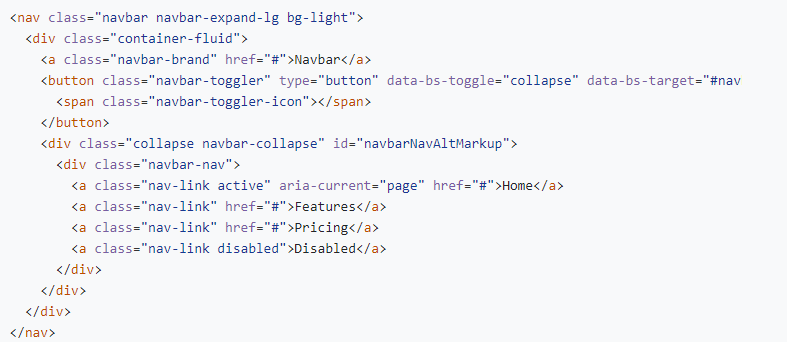 <nav class="navbar navbar-expand-lg bg-light">
  <div class="container-fluid">
    <a class="navbar-brand" href="#">Navbar</a>
    <button class="navbar-toggler" type="button" data-bs-toggle="collapse" data-bs-target="#nav
      <span class="navbar-toggler-icon"></span>
    </button>
    <div class="collapse navbar-collapse" id="navbarNavAltMarkup">
      <div class="navbar-nav">
        <a class="nav-link active" aria-current="page" href="#">Home</a>
        <a class="nav-link" href="#">Features</a>
        <a class="nav-link" href="#">Pricing</a>
        <a class="nav-link disabled">Disabled</a>
      </div>
    </div>
  </div>
</nav>